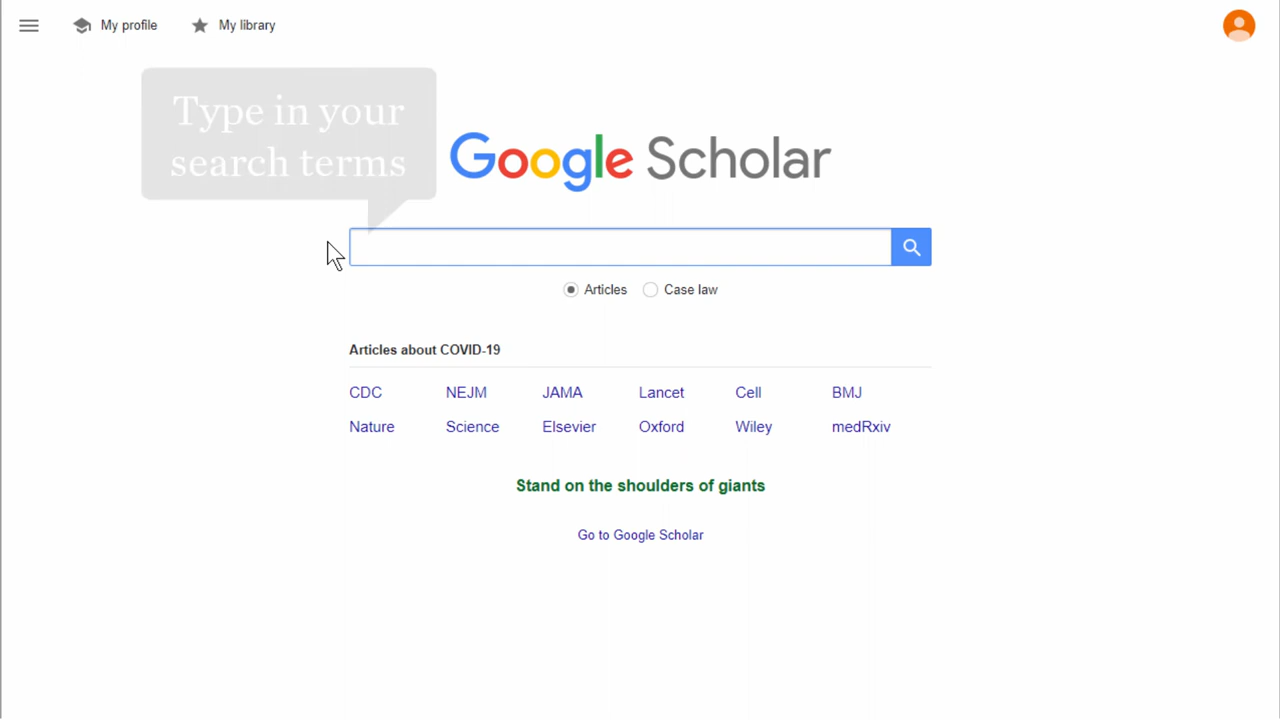 My profile My library
Type in your
search terms
Google Scholar
Articles Case law
Articles about COVID-19
CDC NEJM JAMA Lancet Cell BMJ
Nature Science Elsevier Oxford Wiley medRxiv
Stand on the shoulders of giants
Go to Google Scholar